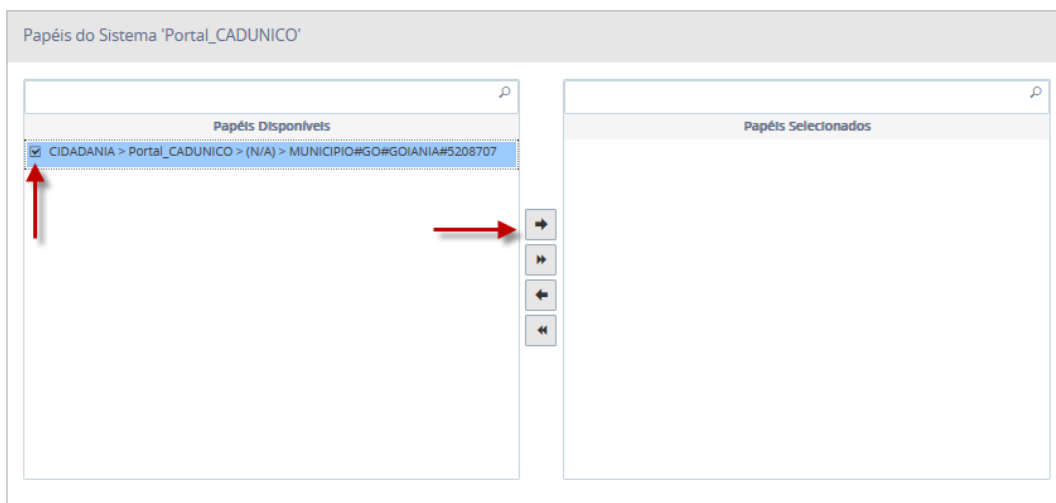 Papéis do Sistema 'Portal_CADUNICO'
Papéis Disponíveis
Papéis Selecionados
CIDADANIA > Portal_CADUNICO > (N/A) > MUNICIPIO#GO#GOIANIA#5208707